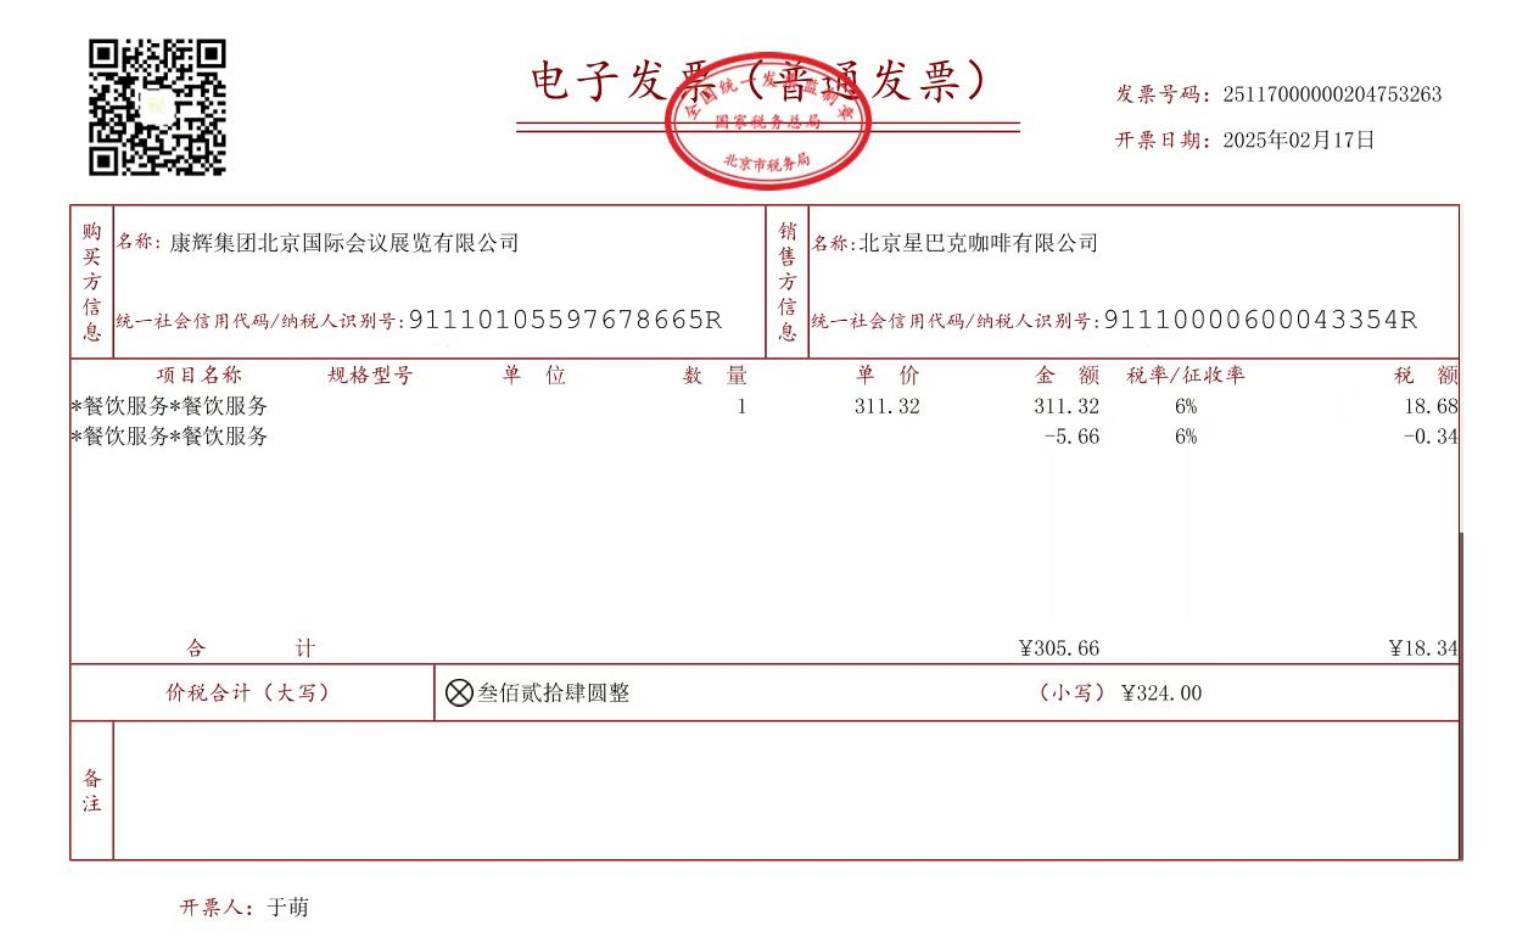 电子发票（普通发票）
全国统一发票监制章
国家税务总局
北京市税务局
发票号码：25117000000204753263
开票日期：2025年02月17日
购买方信息
名称：康辉集团北京国际会议展览有限公司
统一社会信用代码/纳税人识别号：91110105597678665R
销售方信息
名称：北京星巴克咖啡有限公司
统一社会信用代码/纳税人识别号：91110000600043354R
项目名称 规格型号 单位 数量 单价 金额 税率/征收率 税额
*餐饮服务*餐饮服务 1 311.32 311.32 6% 18.68
*餐饮服务*餐饮服务 -5.66 6% -0.34
合计 ¥305.66 ¥18.34
价税合计（大写） 叁佰贰拾肆圆整 （小写）¥324.00
备注
开票人：于萌